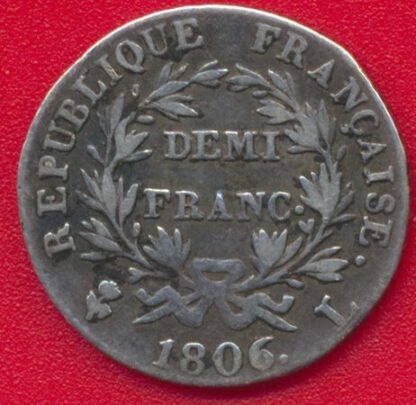 REPUBLIQUE FRANÇAISE.
DEMI
FRANC.
1806.
L